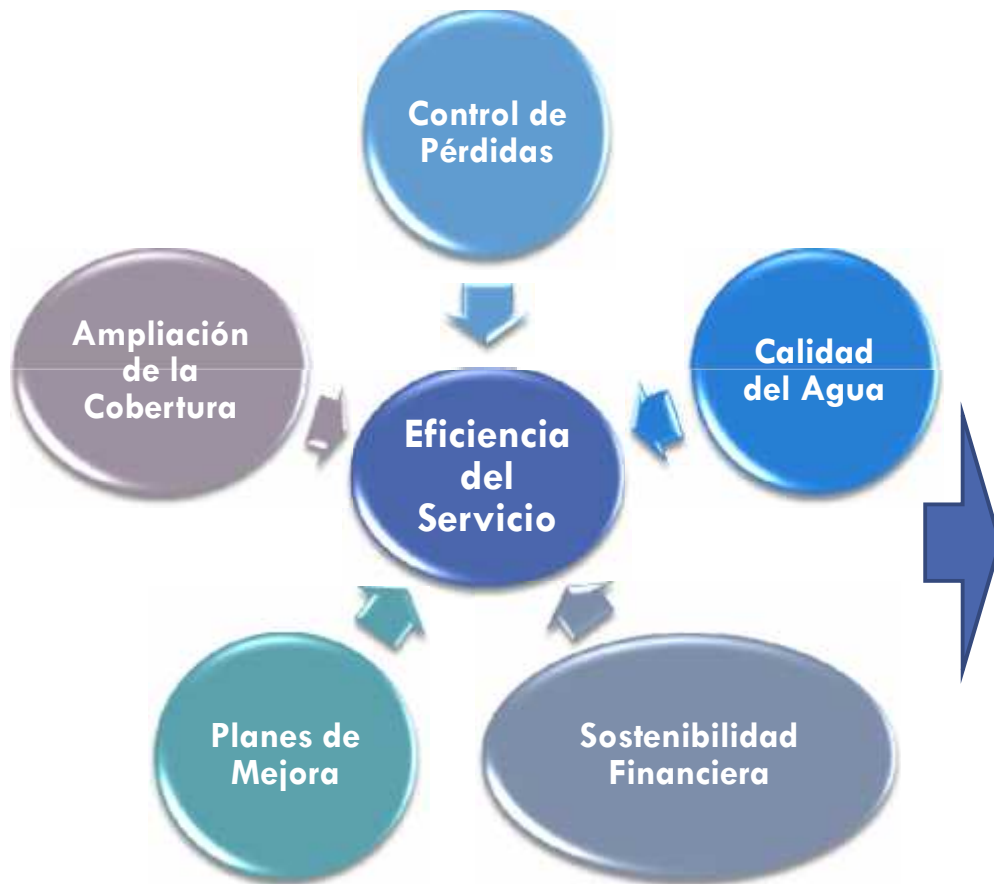 Control de
Pérdidas
Ampliación
de la
Cobertura
Calidad
del Agua
Eficiencia
del
Servicio
Planes de
Mejora
Sostenibilidad
Financiera